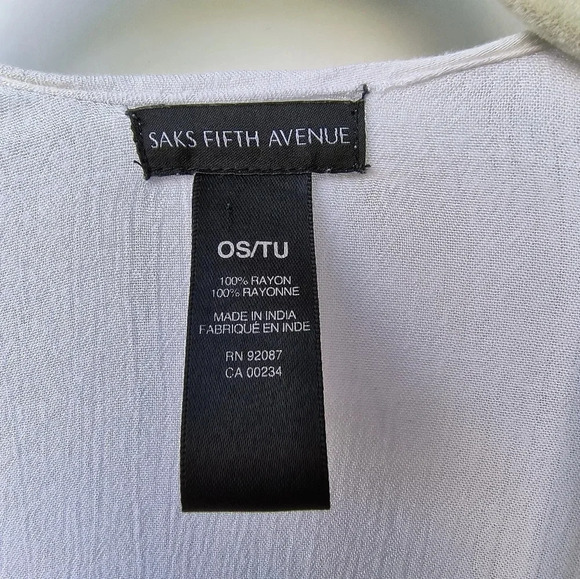 SAKS FIFTH AVENUE
OS/TU
100% RAYON
100% RAYONNE
MADE IN INDIA
FABRIQUÉ EN INDE
RN 92087
CA 00234